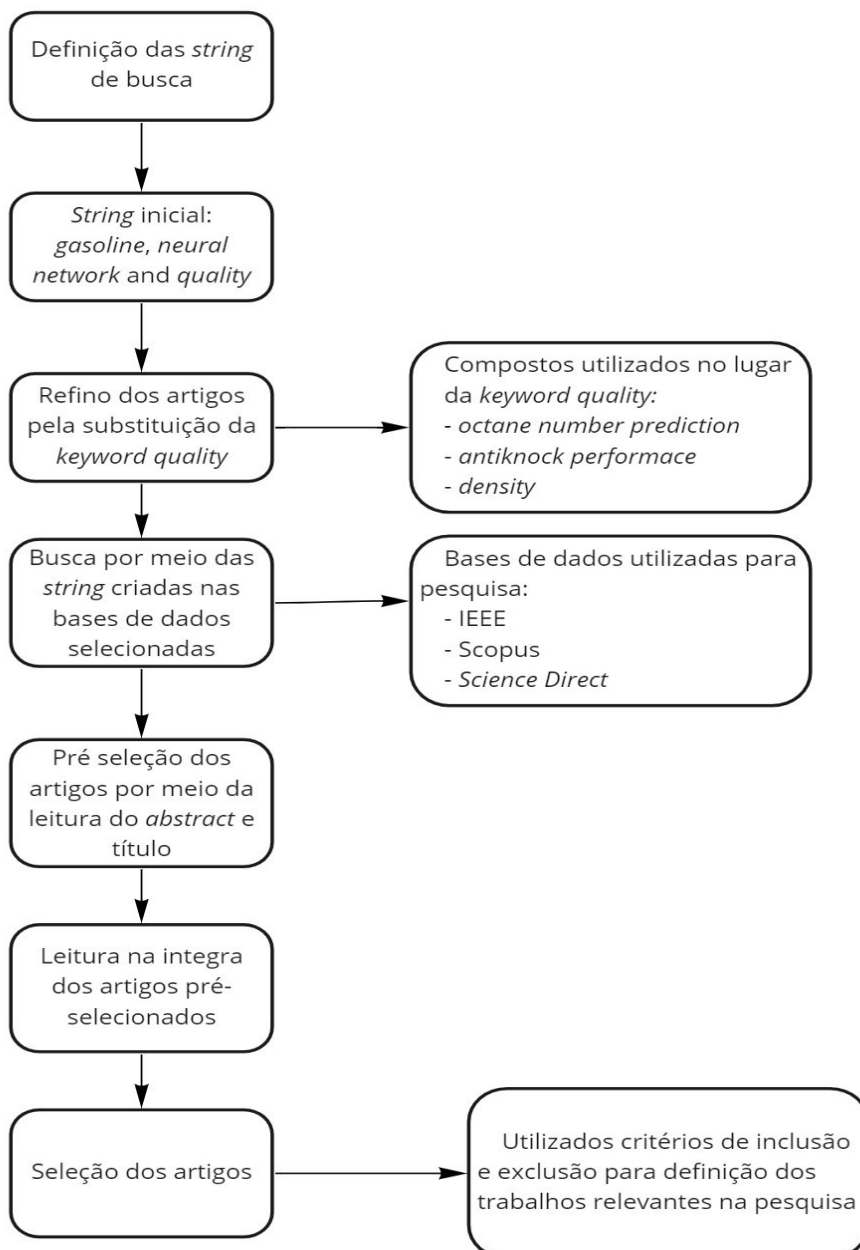 Definição das string
de busca
String inicial:
gasoline, neural
network and quality
Refino dos artigos
pela substituição da
keyword quality
Compostos utilizados no lugar
da keyword quality:
- octane number prediction
- antiknock performace
- density
Busca por meio das
string criadas nas
bases de dados
selecionadas
Bases de dados utilizadas para
pesquisa:
- IEEE
- Scopus
- Science Direct
Pré seleção dos
artigos por meio da
leitura do abstract e
título
Leitura na integra
dos artigos pré-
selecionados
Seleção dos artigos
Utilizados critérios de inclusão
e exclusão para definição dos
trabalhos relevantes na pesquisa